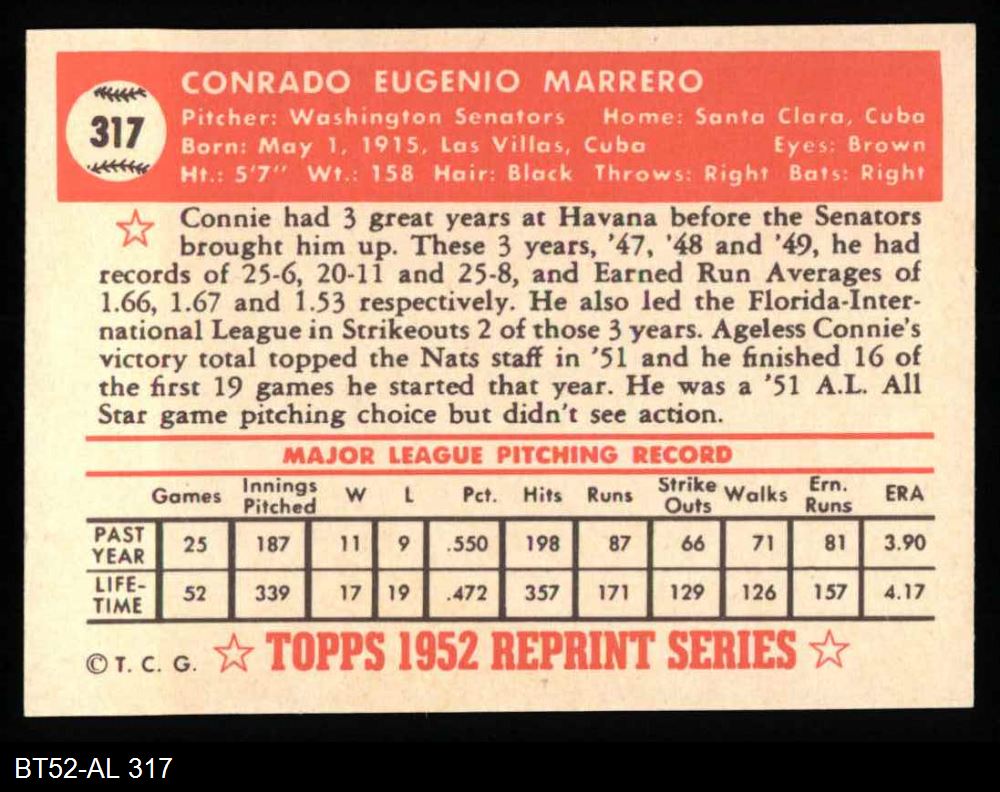 317
CONRADO EUGENIO MARRERO
Pitcher: Washington Senators Home: Santa Clara, Cuba
Born: May 1, 1915, Las Villas, Cuba Eyes: Brown
Ht.: 5'7" Wt.: 158 Hair: Black Throws: Right Bats: Right
Connie had 3 great years at Havana before the Senators
brought him up. These 3 years, '47, '48 and '49, he had
records of 25-6, 20-11 and 25-8, and Earned Run Averages of
1.66, 1.67 and 1.53 respectively. He also led the Florida-Inter-
national League in Strikeouts 2 of those 3 years. Ageless Connie's
victory total topped the Nats staff in '51 and he finished 16 of
the first 19 games he started that year. He was a '51 A.L. All
Star game pitching choice but didn't see action.
MAJOR LEAGUE PITCHING RECORD
Games Innings Pitched W L Pct. Hits Runs Strike Outs Walks Ern. Runs ERA
PAST YEAR 25 187 11 9 .550 198 87 66 71 81 3.90
LIFE-TIME 52 339 17 19 .472 357 171 129 126 157 4.17
© T. C. G. TOPPS 1952 REPRINT SERIES
BT52-AL 317